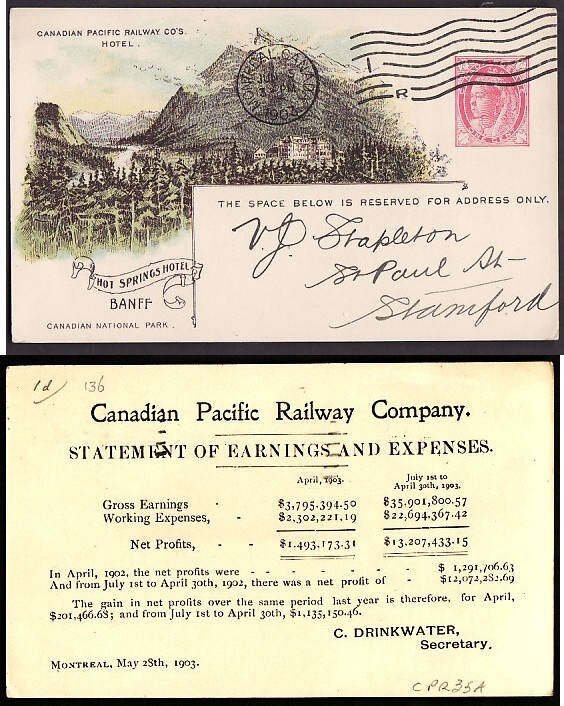 CANADIAN PACIFIC RAILWAY CO'S.
HOTEL.
MONTREAL, CANADA
1903
R
THE SPACE BELOW IS RESERVED FOR ADDRESS ONLY.
V.J. Stapleton
St Paul St
Stamford
HOT SPRINGS HOTEL
BANFF
CANADIAN NATIONAL PARK.
1d/ 136
Canadian Pacific Railway Company.
STATEMENT OF EARNINGS AND EXPENSES.
April, 1903. July 1st to
April 30th, 1903.
Gross Earnings - - $3,795,394.50 $35,901,800.57
Working Expenses, - - $2,302,221.19 $22,694,367.42
Net Profits, - - $1,493,173.31 $13,207,433.15
In April, 1902, the net profits were - - - - - - - $ 1,291,706.63
And from July 1st to April 30th, 1902, there was a net profit of - $12,072,282.69
The gain in net profits over the same period last year is therefore, for April,
$201,466.68; and from July 1st to April 30th, $1,135,150.46.
C. DRINKWATER,
Secretary.
MONTREAL, May 28th, 1903.
CPR35A